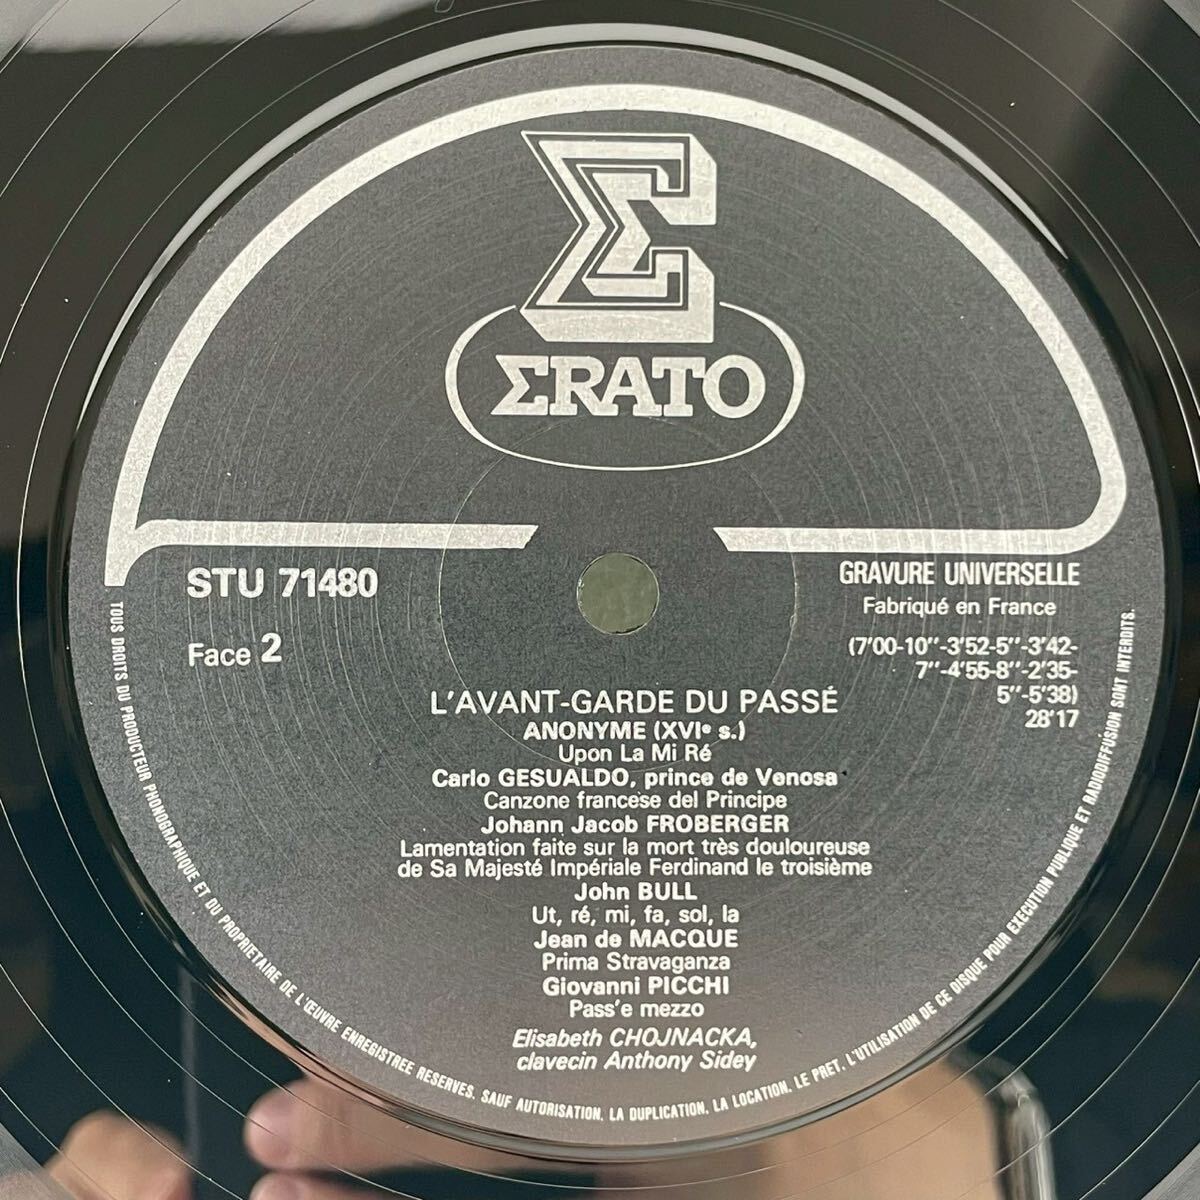 Σ
ΣRATO
STU 71480
Face 2
GRAVURE UNIVERSELLE
Fabriqué en France
(7'00-10"-3'52-5"-3'42-
7"-4'55-8"-2'35-
5"-5'38)
28'17
L'AVANT-GARDE DU PASSÉ
ANONYME (XVIe s.)
Upon La Mi Ré
Carlo GESUALDO, prince de Venosa
Canzone francese del Principe
Johann Jacob FROBERGER
Lamentation faite sur la mort très douloureuse
de Sa Majesté Impériale Ferdinand le troisième
John BULL
Ut, ré, mi, fa, sol, la
Jean de MACQUE
Prima Stravaganza
Giovanni PICCHI
Pass'e mezzo
Elisabeth CHOJNACKA,
clavecin Anthony Sidey
TOUS DROITS DU PRODUCTEUR PHONOGRAPHIQUE ET DU PROPRIETAIRE DE L'ŒUVRE ENREGISTREE RESERVES. SAUF AUTORISATION, LA DUPLICATION, LA LOCATION, LE PRET, L'UTILISATION DE CE DISQUE POUR EXECUTION PUBLIQUE ET RADIODIFFUSION SONT INTERDITS.